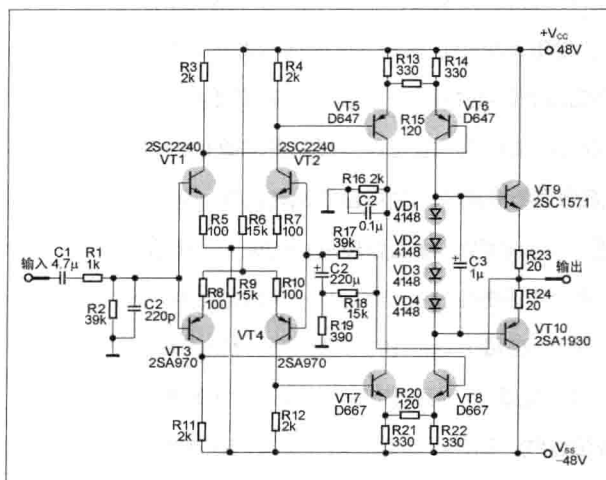 +Vcc
48V
R3
2k
R4
2k
R13
330
R14
330
R15
120
VT5
D647
VT6
D647
2SC2240
VT1
2SC2240
VT2
R16 2k
C2
0.1μ
R5
100
R6
15k
R7
100
R17
39k
VD1
4148
VD2
4148
VD3
4148
VD4
4148
C3
1μ
VT9
2SC1571
R23
20
输出
R24
20
VT10
2SA1930
输入
C1
4.7μ
R1
1k
R2
39k
C2
220p
R8
100
R9
15k
R10
100
C2
220μ
R18
15k
R19
390
VT3
2SA970
VT4
2SA970
VT7
D667
VT8
D667
R20
120
R11
2k
R12
2k
R21
330
R22
330
Vss
-48V